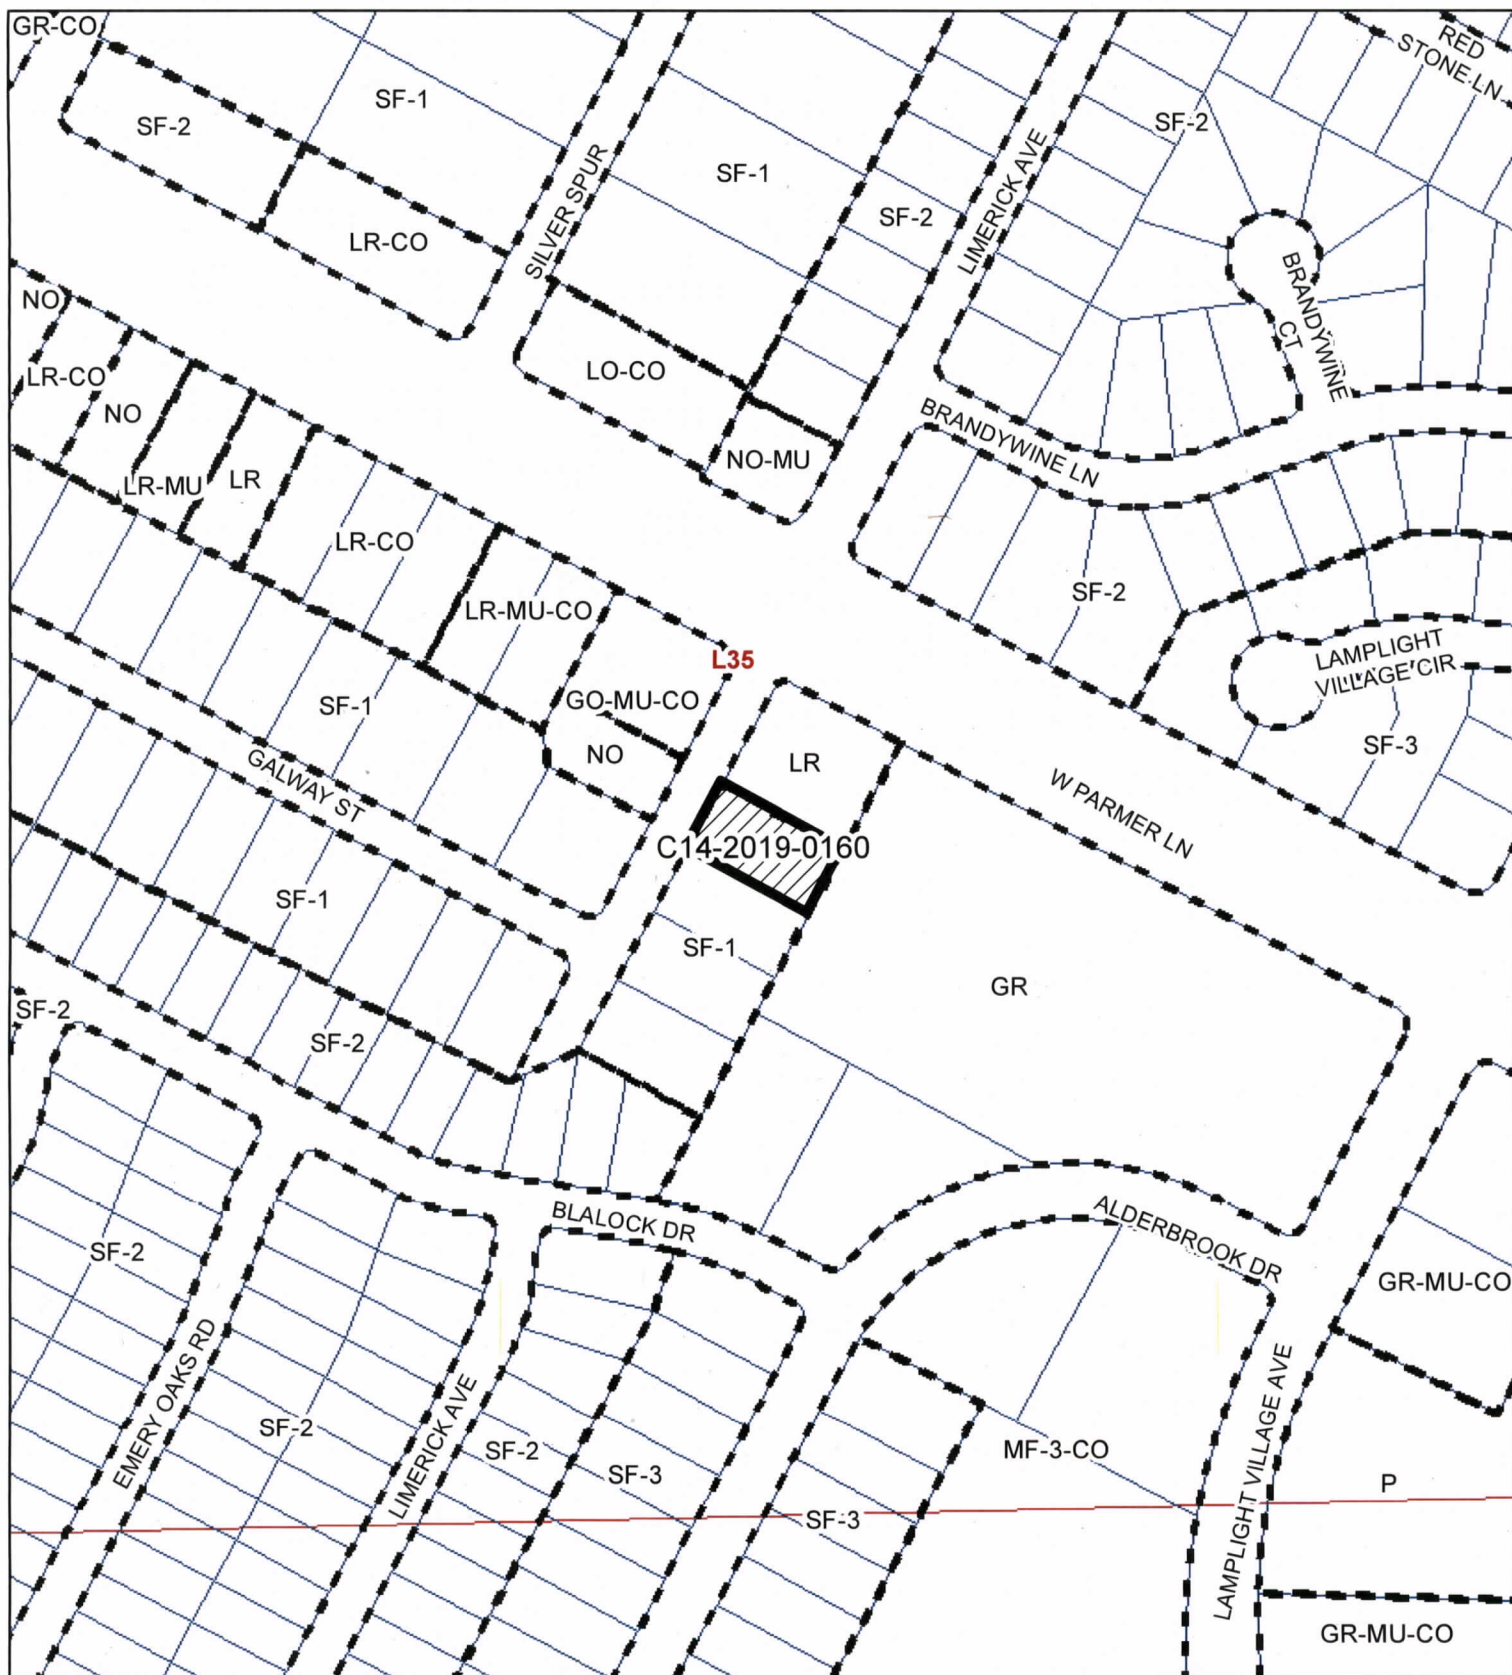 GR-CO
RED
STONE LN
SF-1
SF-2
SF-2
SF-1
SILVER SPUR
LIMERICK AVE
SF-2
LR-CO
BRANDYWINE
CT
NO
LR-CO
NO
LO-CO
BRANDYWINE LN
NO-MU
LR-MU
LR
LR-CO
SF-2
LR-MU-CO
L35
LAMPLIGHT
VILLAGE CIR
GO-MU-CO
SF-1
NO
LR
SF-3
GALWAY ST
W PARMER LN
C14-2019-0160
SF-1
SF-1
GR
SF-2
SF-2
BLALOCK DR
ALDERBROOK DR
SF-2
GR-MU-CO
EMERY OAKS RD
SF-2
LIMERICK AVE
SF-2
SF-3
MF-3-CO
LAMPLIGHT VILLAGE AVE
P
SF-3
GR-MU-CO